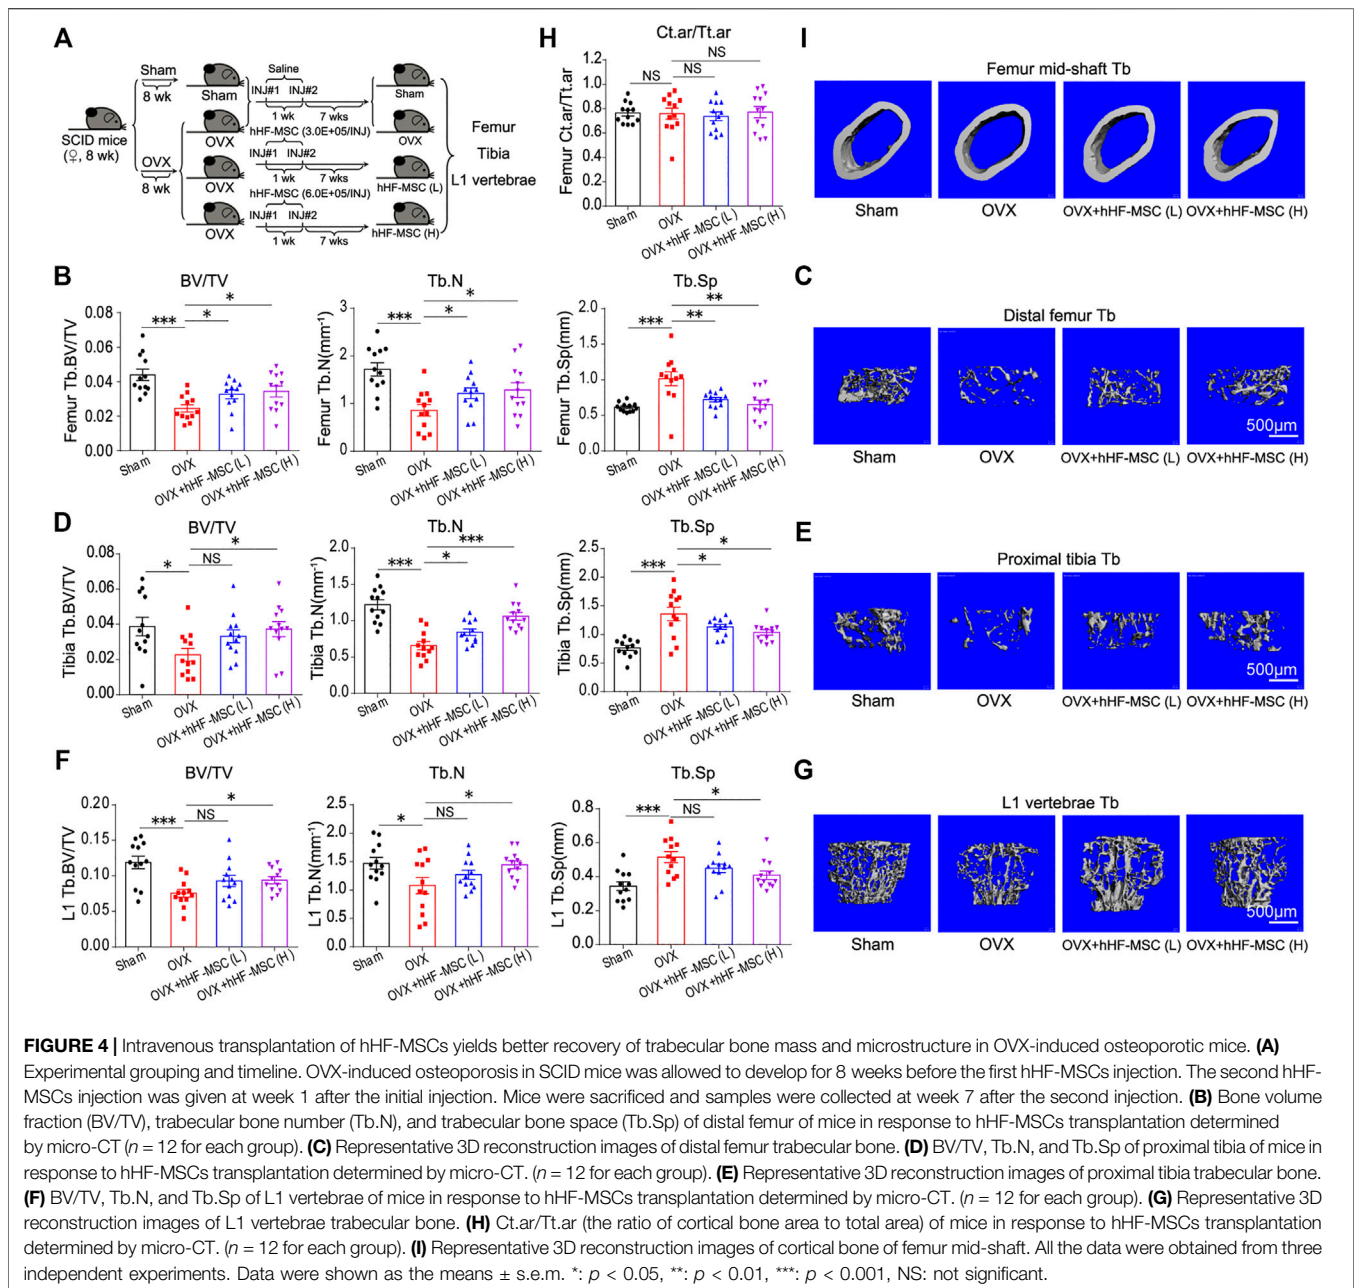 A
Sham
8 wk
SCID mice
(♀, 8 wk)
OVX
8 wk
Sham
OVX
OVX
OVX
Saline
INJ#1 INJ#2
1 wk 7 wks
hHF-MSC (3.0E+05/INJ)
INJ#1 INJ#2
1 wk 7 wks
hHF-MSC (6.0E+05/INJ)
INJ#1 INJ#2
1 wk 7 wks
Sham
OVX
hHF-MSC (L)
hHF-MSC (H)
Femur
Tibia
L1 vertebrae
H
Ct.ar/Tt.ar
NS
NS NS
Femur Ct.ar/Tt.ar
1.2
1.0
0.8
0.6
0.4
0.2
0.0
Sham
OVX
OVX+hHF-MSC (L)
OVX+hHF-MSC (H)
I
Femur mid-shaft Tb
Sham OVX OVX+hHF-MSC (L) OVX+hHF-MSC (H)
B
BV/TV
*
*** *
Femur Tb.BV/TV
0.08
0.06
0.04
0.02
0.00
Sham
OVX
OVX+hHF-MSC (L)
OVX+hHF-MSC (H)
Tb.N
*
*** *
Femur Tb.N(mm⁻¹)
3
2
1
0
Sham
OVX
OVX+hHF-MSC (L)
OVX+hHF-MSC (H)
Tb.Sp
**
*** **
Femur Tb.Sp(mm)
2.0
1.5
1.0
0.5
0.0
Sham
OVX
OVX+hHF-MSC (L)
OVX+hHF-MSC (H)
C
Distal femur Tb
500μm
Sham OVX OVX+hHF-MSC (L) OVX+hHF-MSC (H)
D
BV/TV
*
* NS
Tibia Tb.BV/TV
0.08
0.06
0.04
0.02
0.00
Sham
OVX
OVX+hHF-MSC (L)
OVX+hHF-MSC (H)
Tb.N
***
*** *
Tibia Tb.N(mm⁻¹)
2.0
1.5
1.0
0.5
0.0
Sham
OVX
OVX+hHF-MSC (L)
OVX+hHF-MSC (H)
Tb.Sp
*
*** *
Tibia Tb.Sp(mm)
2.5
2.0
1.5
1.0
0.5
0.0
Sham
OVX
OVX+hHF-MSC (L)
OVX+hHF-MSC (H)
E
Proximal tibia Tb
500μm
Sham OVX OVX+hHF-MSC (L) OVX+hHF-MSC (H)
F
BV/TV
*
*** NS
L1 Tb.BV/TV
0.20
0.15
0.10
0.05
0.00
Sham
OVX
OVX+hHF-MSC (L)
OVX+hHF-MSC (H)
Tb.N
*
* NS
L1 Tb.N(mm⁻¹)
2.5
2.0
1.5
1.0
0.5
0.0
Sham
OVX
OVX+hHF-MSC (L)
OVX+hHF-MSC (H)
Tb.Sp
*
*** NS
L1 Tb.Sp(mm)
0.8
0.6
0.4
0.2
0.0
Sham
OVX
OVX+hHF-MSC (L)
OVX+hHF-MSC (H)
G
L1 vertebrae Tb
500μm
Sham OVX OVX+hHF-MSC (L) OVX+hHF-MSC (H)
FIGURE 4 | Intravenous transplantation of hHF-MSCs yields better recovery of trabecular bone mass and microstructure in OVX-induced osteoporotic mice. (A)
Experimental grouping and timeline. OVX-induced osteoporosis in SCID mice was allowed to develop for 8 weeks before the first hHF-MSCs injection. The second hHF-
MSCs injection was given at week 1 after the initial injection. Mice were sacrificed and samples were collected at week 7 after the second injection. (B) Bone volume
fraction (BV/TV), trabecular bone number (Tb.N), and trabecular bone space (Tb.Sp) of distal femur of mice in response to hHF-MSCs transplantation determined
by micro-CT (n = 12 for each group). (C) Representative 3D reconstruction images of distal femur trabecular bone. (D) BV/TV, Tb.N, and Tb.Sp of proximal tibia of mice in
response to hHF-MSCs transplantation determined by micro-CT. (n = 12 for each group). (E) Representative 3D reconstruction images of proximal tibia trabecular bone.
(F) BV/TV, Tb.N, and Tb.Sp of L1 vertebrae of mice in response to hHF-MSCs transplantation determined by micro-CT. (n = 12 for each group). (G) Representative 3D
reconstruction images of L1 vertebrae trabecular bone. (H) Ct.ar/Tt.ar (the ratio of cortical bone area to total area) of mice in response to hHF-MSCs transplantation
determined by micro-CT. (n = 12 for each group). (I) Representative 3D reconstruction images of cortical bone of femur mid-shaft. All the data were obtained from three
independent experiments. Data were shown as the means ± s.e.m. *: p < 0.05, **: p < 0.01, ***: p < 0.001, NS: not significant.